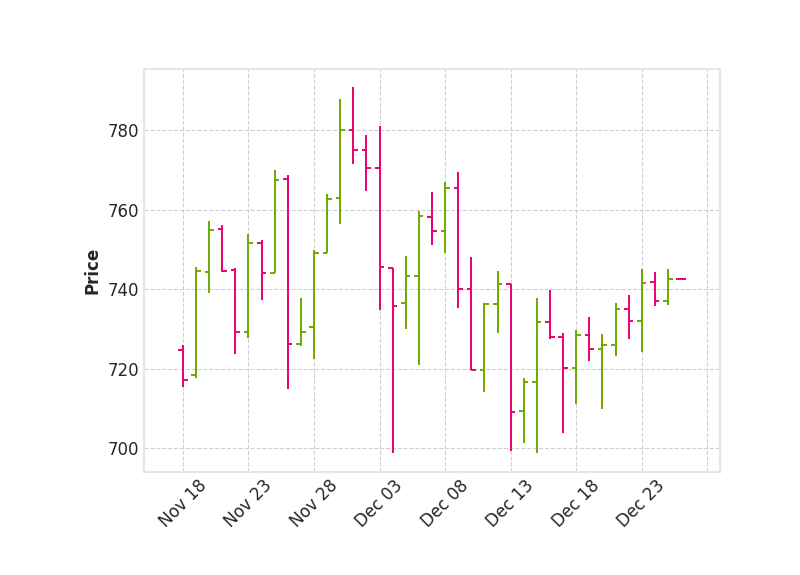 Price
780
760
740
720
700
Nov 18
Nov 23
Nov 28
Dec 03
Dec 08
Dec 13
Dec 18
Dec 23